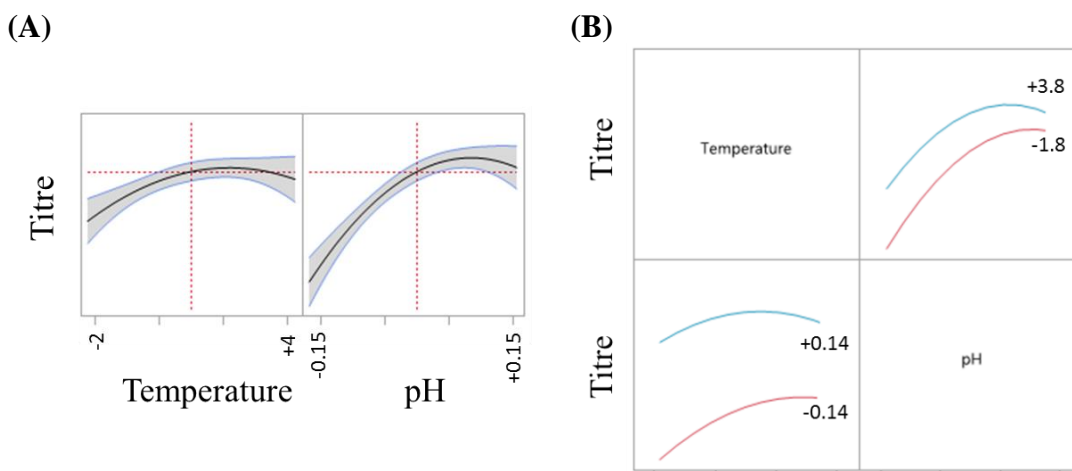 (A)
Titre
-2
+4
-0.15
+0.15
Temperature
pH
(B)
Titre
Temperature
+3.8
-1.8
Titre
+0.14
-0.14
pH